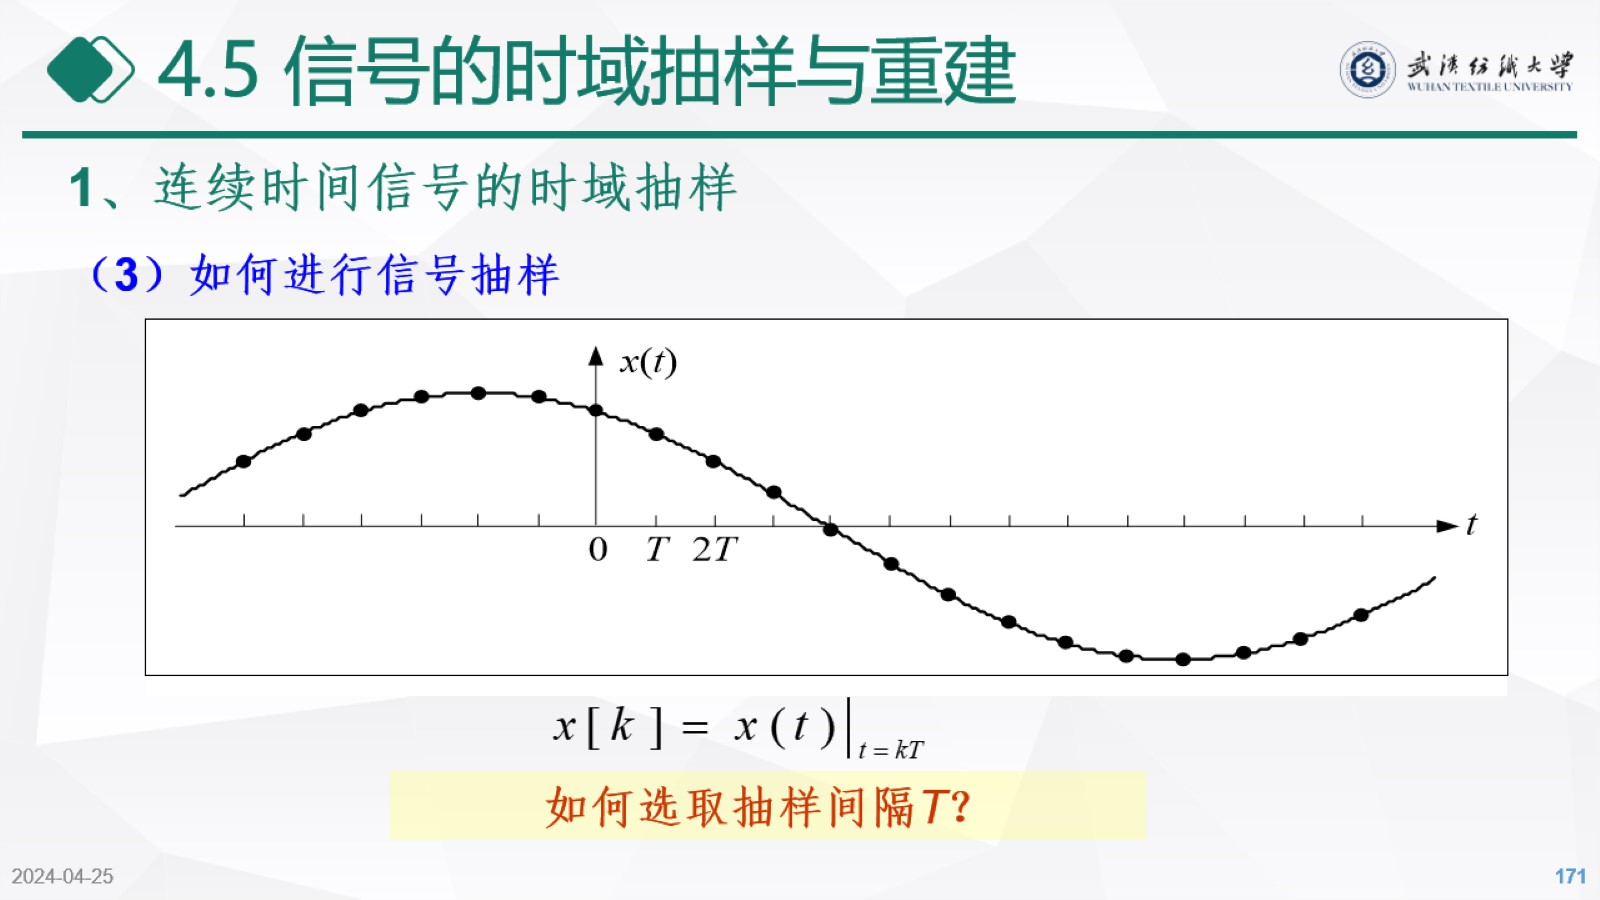 4.5 信号的时域抽样与重建
武汉纺织大学
WUHAN TEXTILE UNIVERSITY
1、连续时间信号的时域抽样
（3）如何进行信号抽样
x(t)
t
0 T 2T
x[k] = x(t)|t=kT
如何选取抽样间隔T?
2024-04-25
171